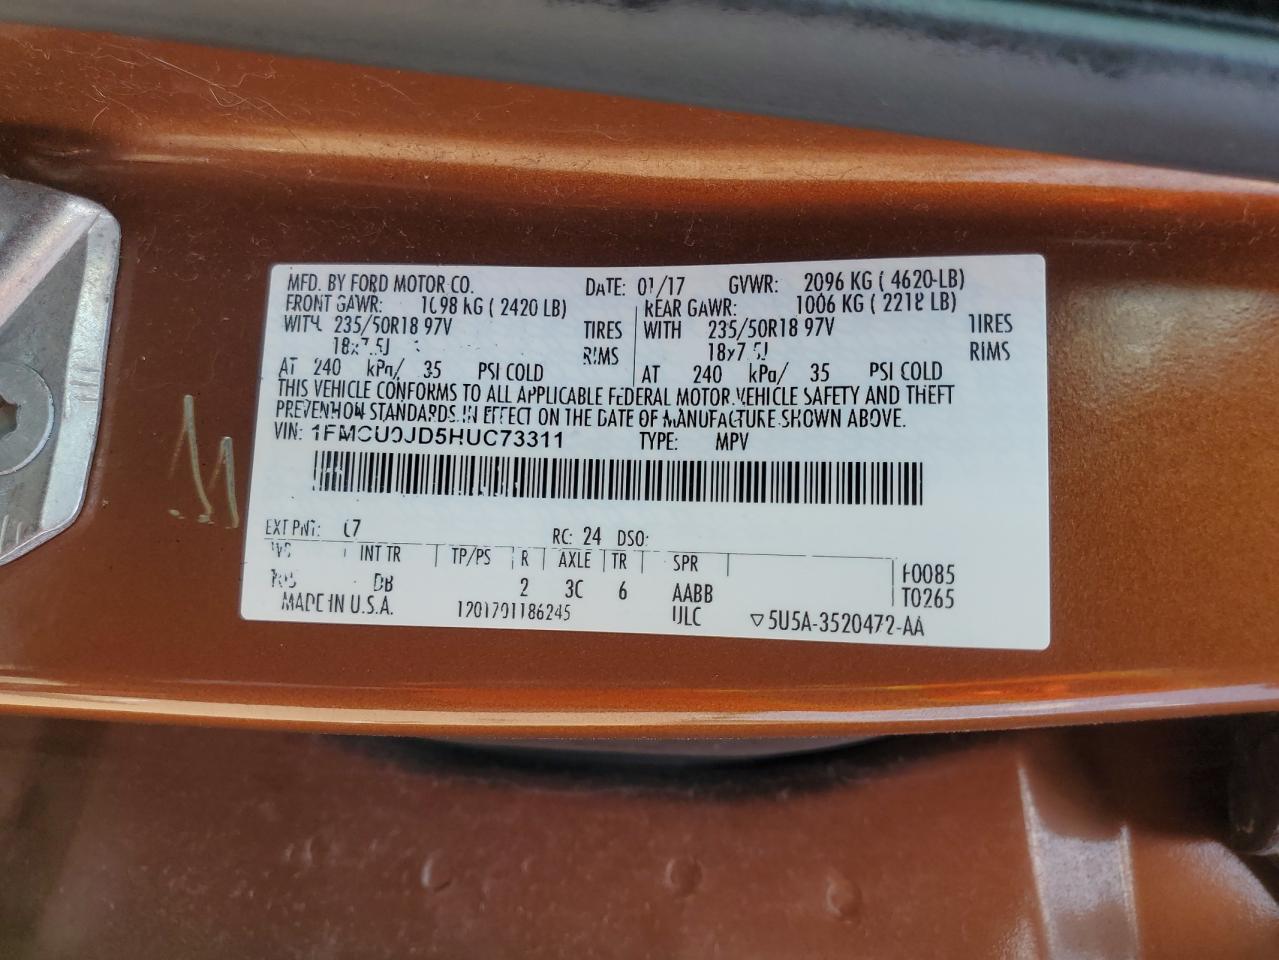 MFD. BY FORD MOTOR CO. DATE: 01/17 GVWR: 2096 KG ( 4620-LB)
FRONT GAWR: 1098 KG ( 2420 LB) REAR GAWR: 1006 KG ( 2218 LB)
WITH 235/50R18 97V TIRES WITH 235/50R18 97V TIRES
18x7.5J RIMS 18x7.5J RIMS
AT 240 kPa/ 35 PSI COLD AT 240 kPa/ 35 PSI COLD
THIS VEHICLE CONFORMS TO ALL APPLICABLE FEDERAL MOTOR VEHICLE SAFETY AND THEFT
PREVENTION STANDARDS IN EFFECT ON THE DATE OF MANUFACTURE SHOWN ABOVE.
VIN: 1FMCU0JD5HUC73311 TYPE: MPV
EXT PNT: RC: 24 DSO:
INT TR TP/PS R AXLE TR SPR
DB 2 3C 6 AABB F0085
T0265
MADE IN U.S.A. 1201791186245 UJLC ▽5U5A-3520472-AA